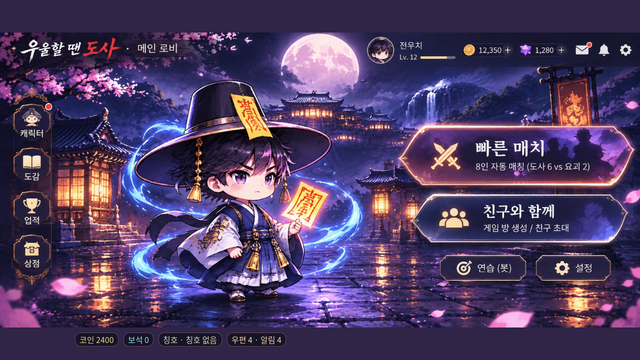 우울할 땐 도사 · 메인 로비
전우치
Lv. 12
12,350 +
1,280 +
캐릭터
도감
업적
상점
빠른 매치
8인 자동 매칭 (도사 6 vs 요괴 2)
친구와 함께
게임 방 생성 / 친구 초대
연습 (봇)
설정
코인 2400
보석 0
칭호 · 칭호 없음
우편 4 · 알림 4